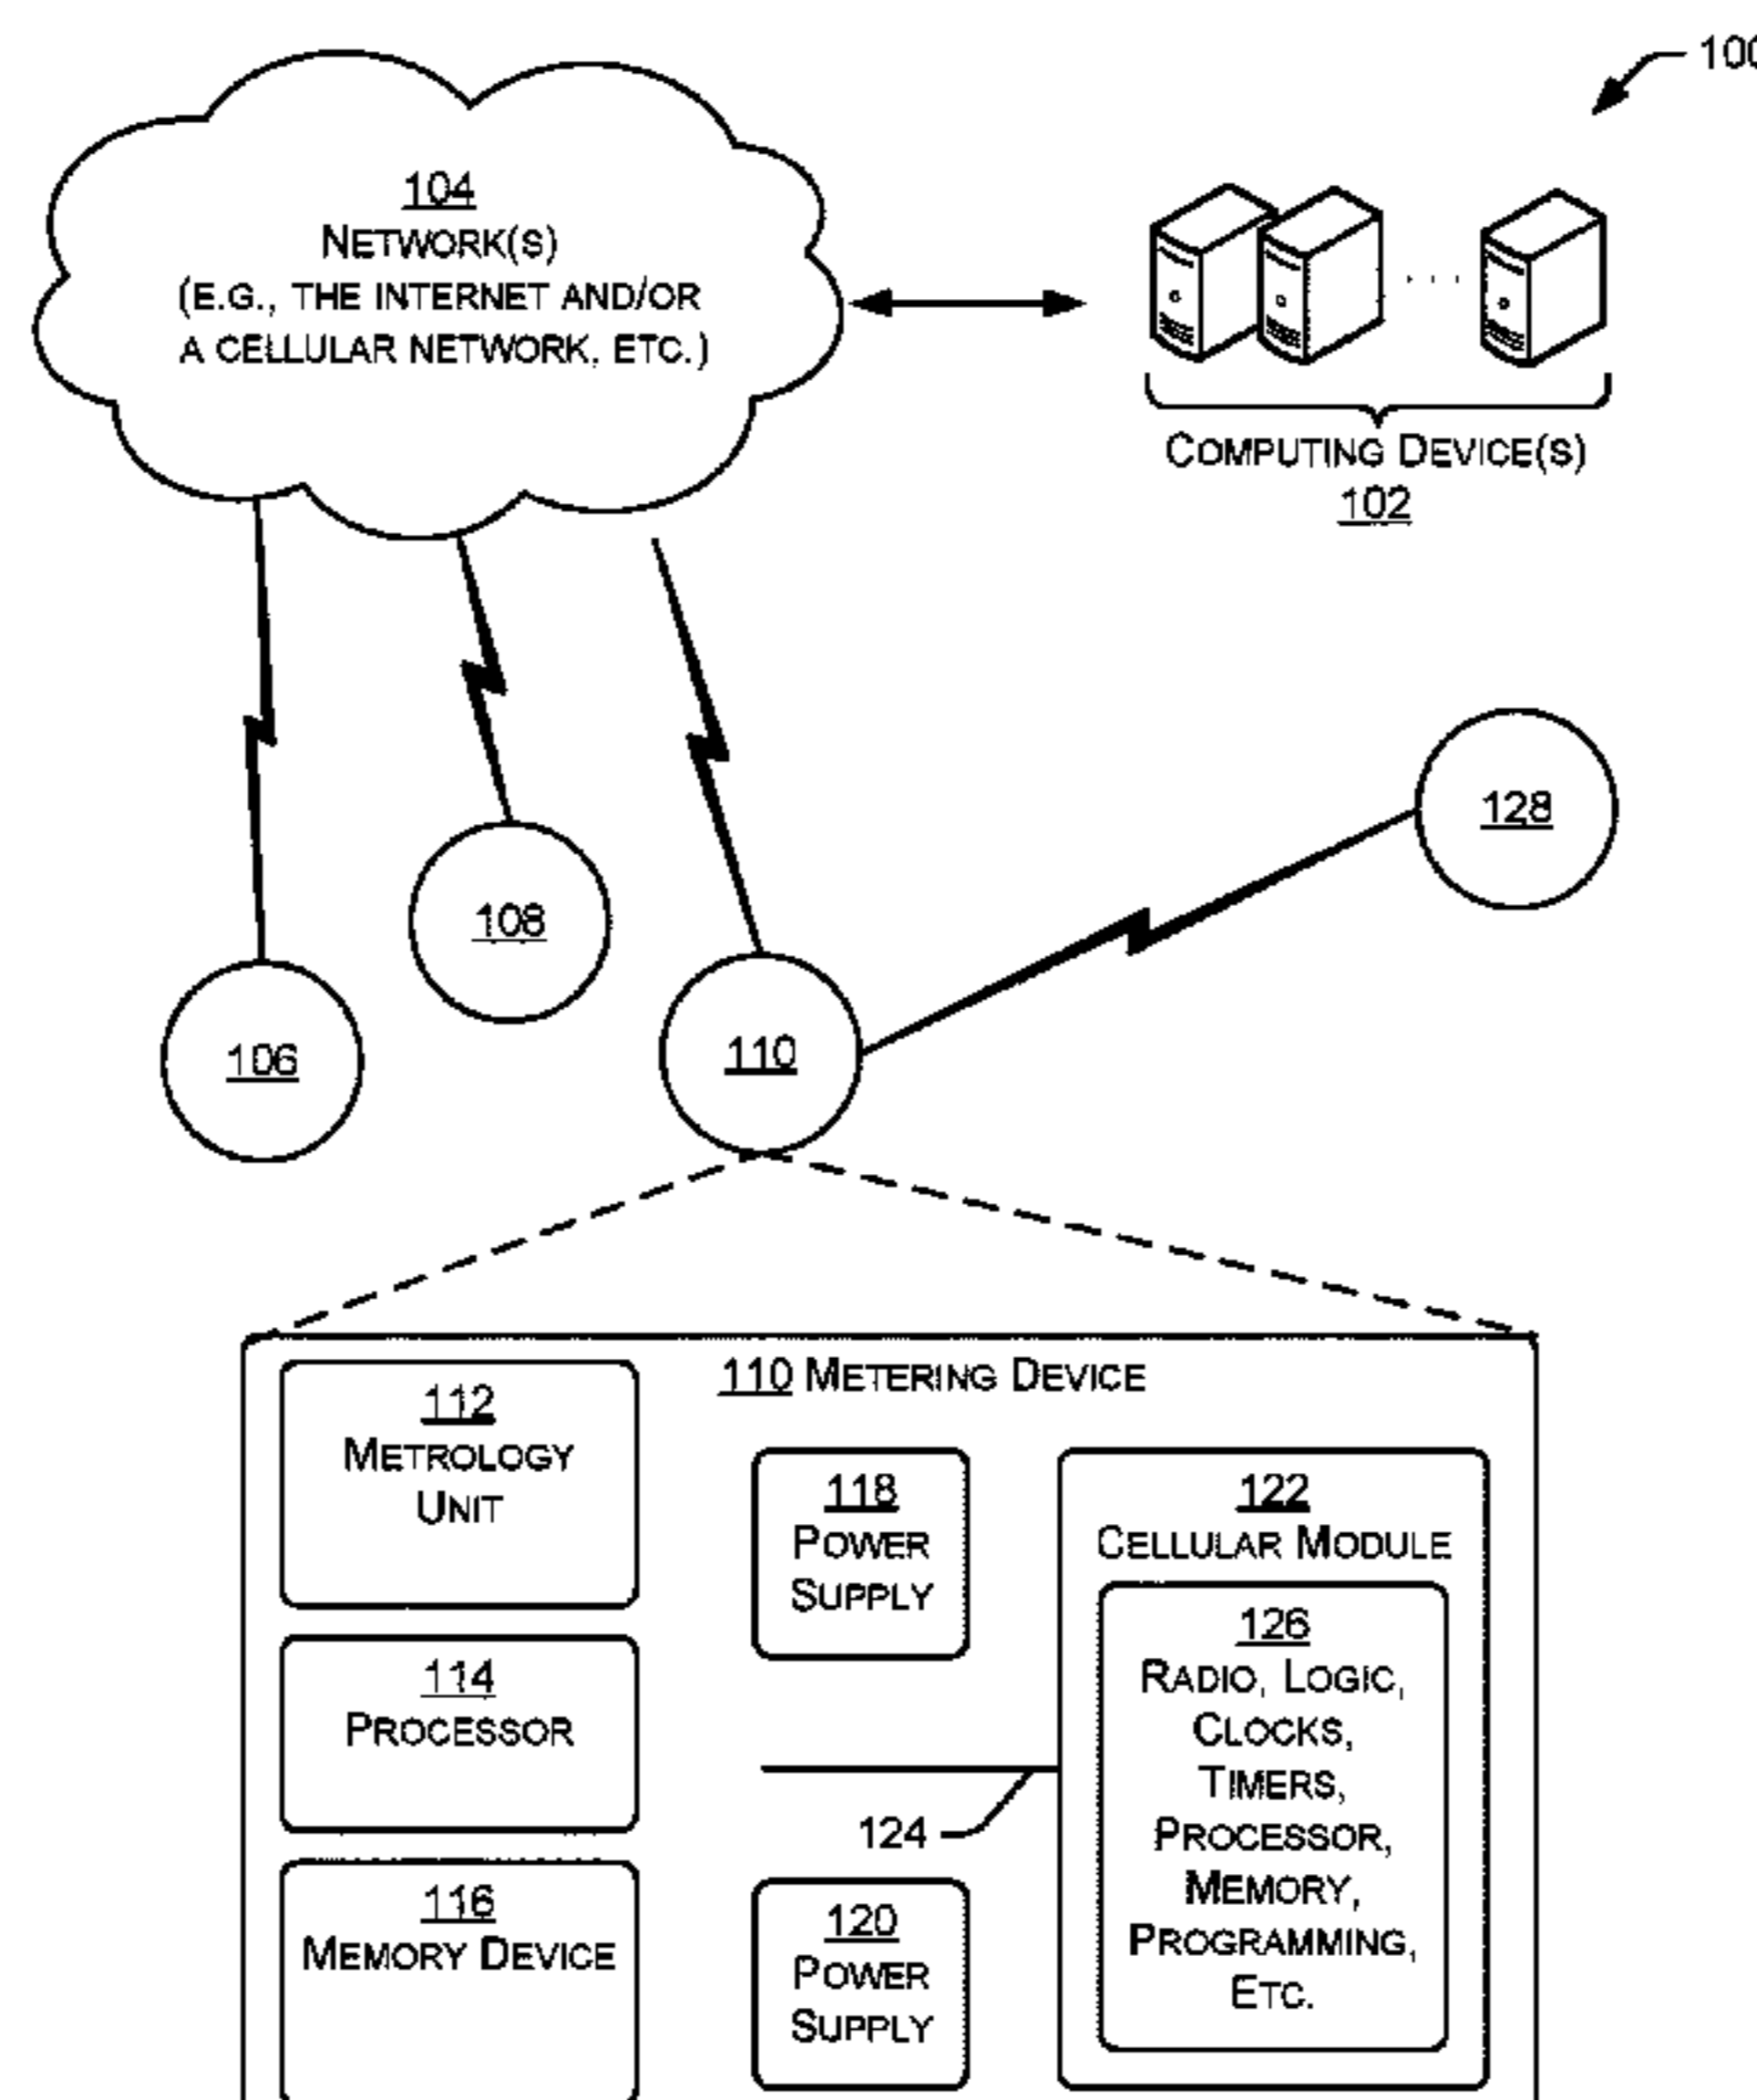 100
104
NETWORK(S)
(E.G., THE INTERNET AND/OR
A CELLULAR NETWORK, ETC.)
COMPUTING DEVICE(S)
102
128
108
106
110
110 METERING DEVICE
112
METROLOGY
UNIT
114
PROCESSOR
116
MEMORY DEVICE
118
POWER
SUPPLY
124
120
POWER
SUPPLY
122
CELLULAR MODULE
126
RADIO, LOGIC,
CLOCKS,
TIMERS,
PROCESSOR,
MEMORY,
PROGRAMMING,
ETC.